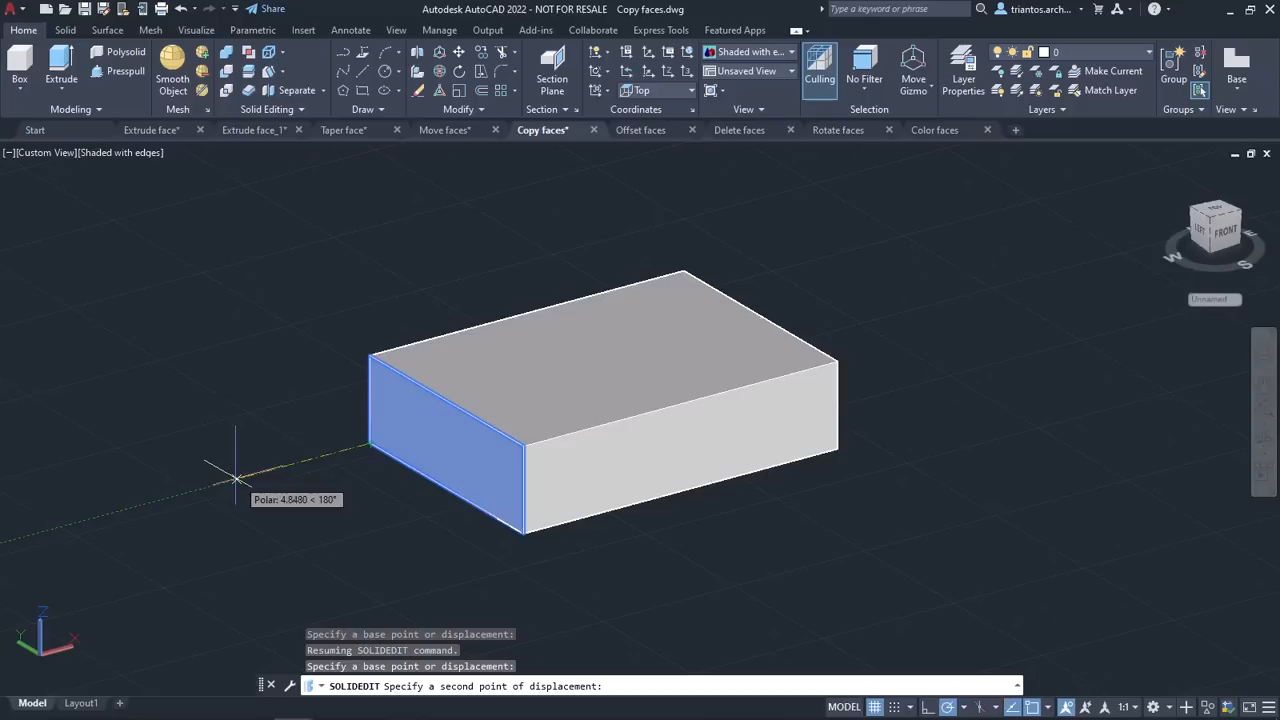 Share
Autodesk AutoCAD 2022 - NOT FOR RESALE Copy faces.dwg
Type a keyword or phrase
triantos.arch...
Home Solid Surface Mesh Visualize Parametric Insert Annotate View Manage Output Add-ins Collaborate Express Tools Featured Apps
Box
Extrude
Polysolid
Presspull
Smooth Object
Separate
Section Plane
Top
Shaded with e...
Unsaved View
Culling
No Filter
Move Gizmo
Layer Properties
0
Make Current
Match Layer
Group
Base
Modeling Mesh Solid Editing Draw Modify Section Coordinates View Selection Layers Groups View
Start Extrude face* Extrude face_1* Taper face* Move faces* Copy faces* Offset faces Delete faces Rotate faces Color faces
[−][Custom View][Shaded with edges]
TOP
LEFT FRONT
W E
S
Unnamed
Polar: 4.8480 < 180°
Z
Y X
Specify a base point or displacement:
Resuming SOLIDEDIT command.
Specify a base point or displacement:
SOLIDEDIT Specify a second point of displacement:
Model Layout1
MODEL 1:1